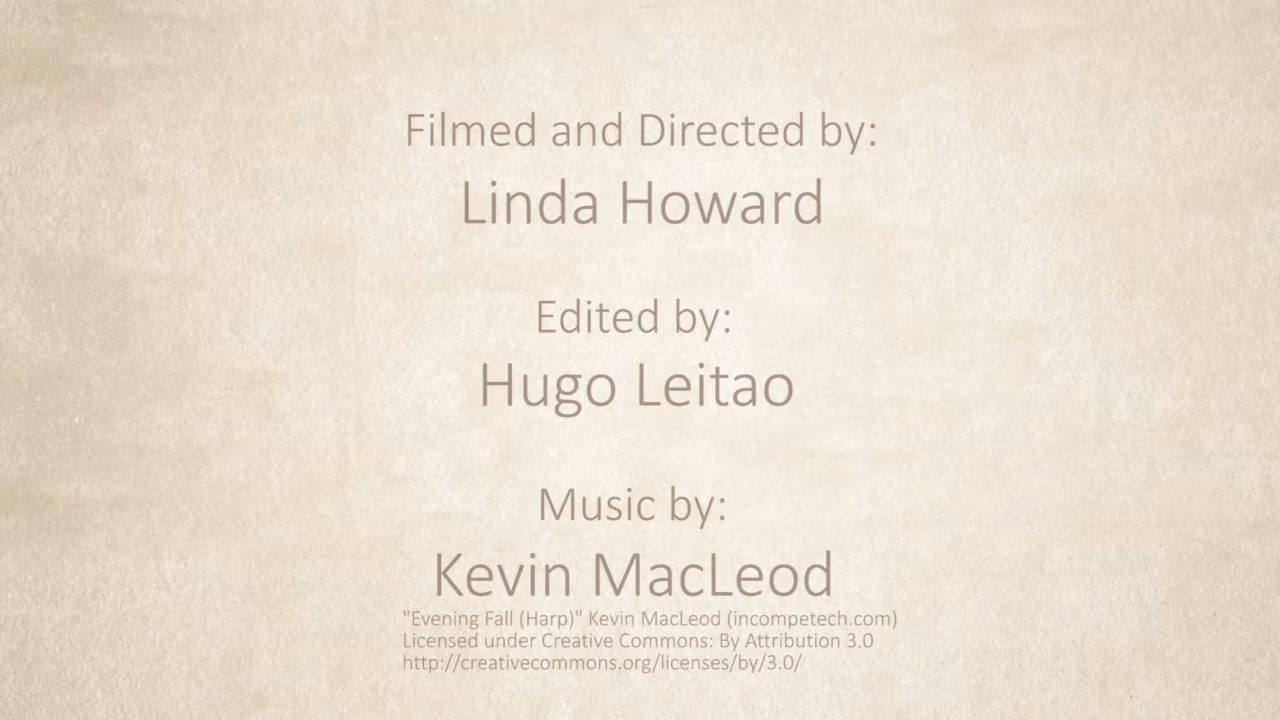 Filmed and Directed by:
Linda Howard
Edited by:
Hugo Leitao
Music by:
Kevin MacLeod
"Evening Fall (Harp)" Kevin MacLeod (incompetech.com)
Licensed under Creative Commons: By Attribution 3.0
http://creativecommons.org/licenses/by/3.0/